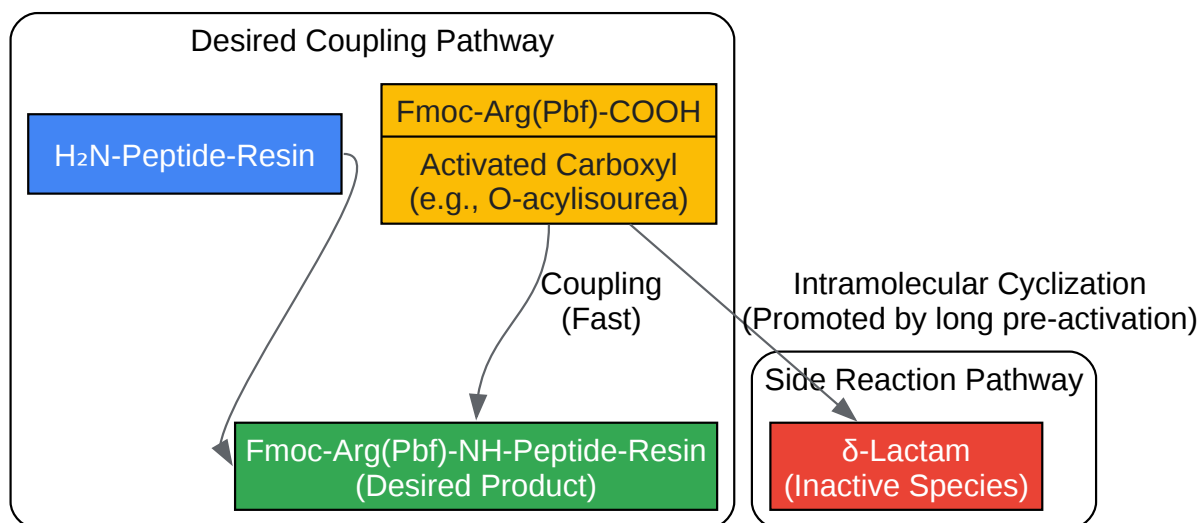 Desired Coupling Pathway
H₂N-Peptide-Resin
Fmoc-Arg(Pbf)-COOH
Activated Carboxyl
(e.g., O-acylisourea)
Coupling
(Fast)
Intramolecular Cyclization
(Promoted by long pre-activation)
Side Reaction Pathway
Fmoc-Arg(Pbf)-NH-Peptide-Resin
(Desired Product)
δ-Lactam
(Inactive Species)